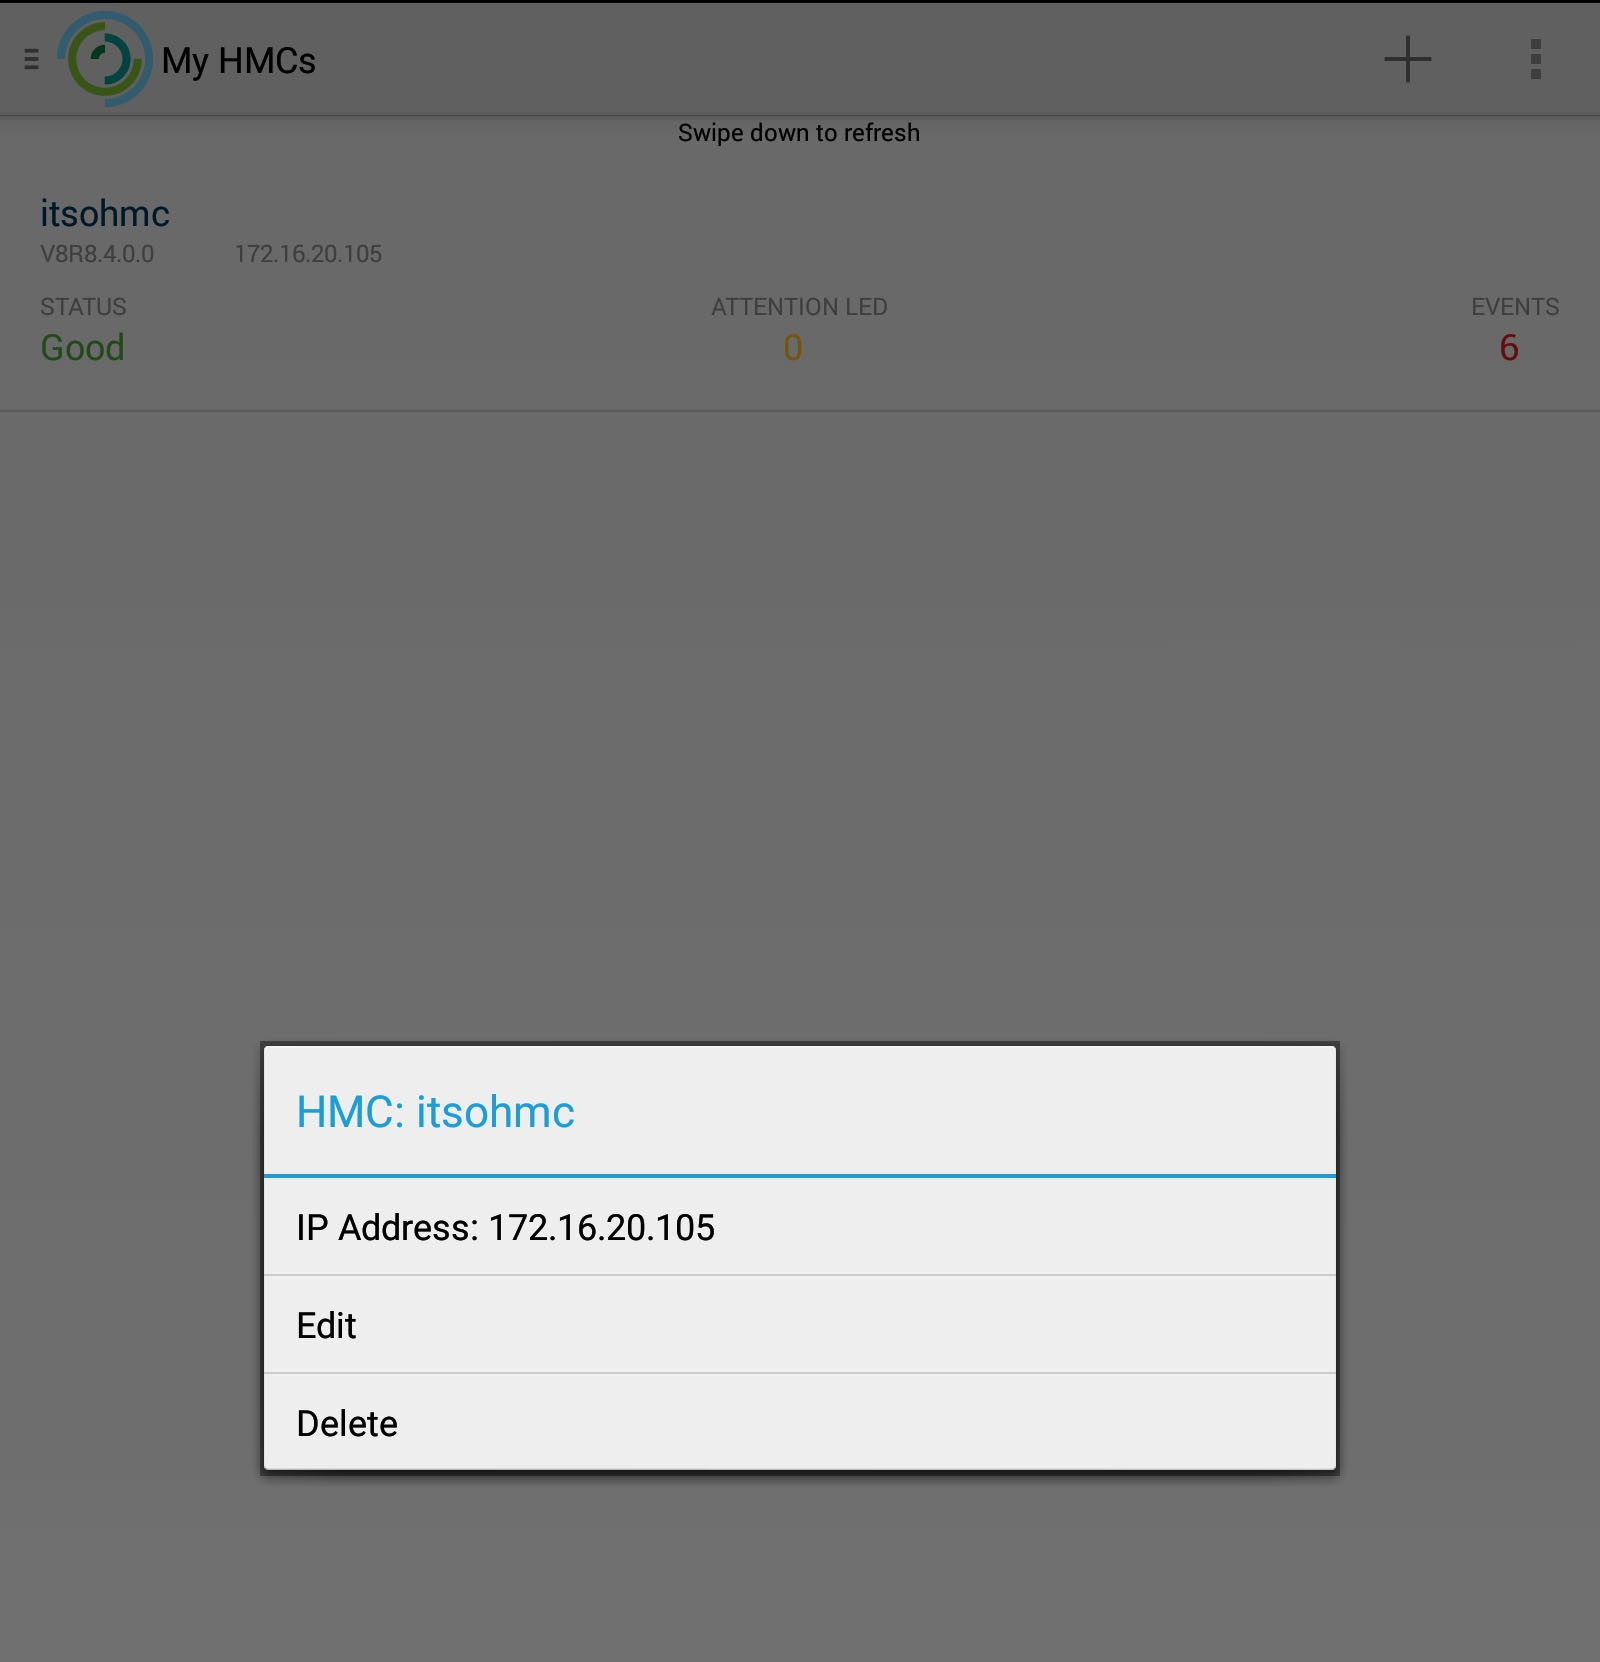 My HMCs
Swipe down to refresh
itsohmc
V8R8.4.0.0 172.16.20.105
STATUS ATTENTION LED EVENTS
Good 0 6
HMC: itsohmc
IP Address: 172.16.20.105
Edit
Delete